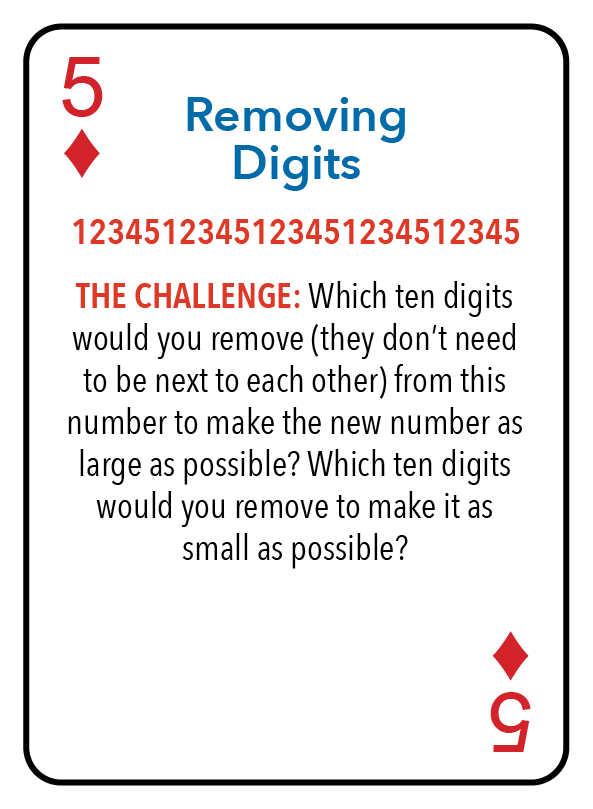 5
Removing
Digits
1234512345123451234512345
THE CHALLENGE: Which ten digits
would you remove (they don’t need
to be next to each other) from this
number to make the new number as
large as possible? Which ten digits
would you remove to make it as
small as possible?
5